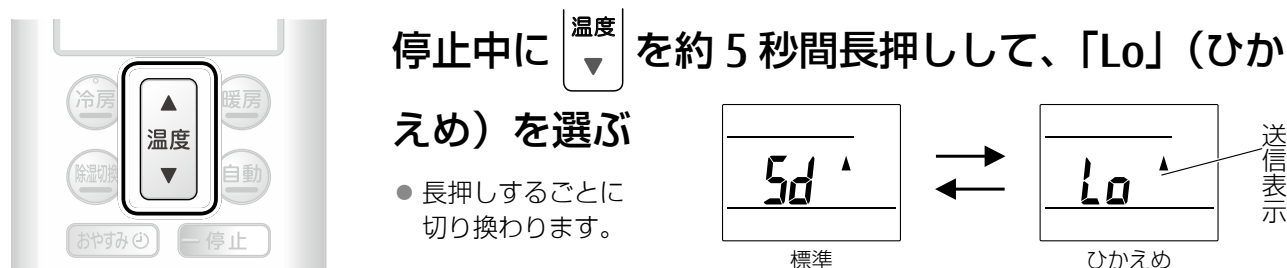 冷房
暖房
▲
温度
▼
除湿切換
自動
おやすみ
停止
停止中に 温度 ▼ を約 5 秒間長押しして、「Lo」（ひか
えめ）を選ぶ
● 長押しするごとに
切り換わります。
Sd ▲
標準
Lo ▲
ひかえめ
送信表示